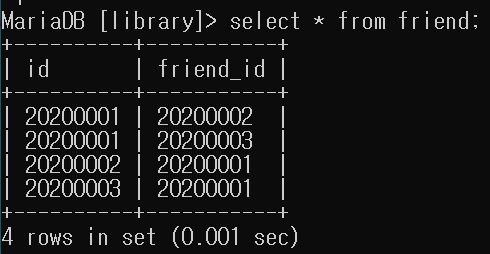 MariaDB [library]> select * from friend;
+----------+-----------+
| id       | friend_id |
+----------+-----------+
| 20200001 | 20200002  |
| 20200001 | 20200003  |
| 20200002 | 20200001  |
| 20200003 | 20200001  |
+----------+-----------+
4 rows in set (0.001 sec)